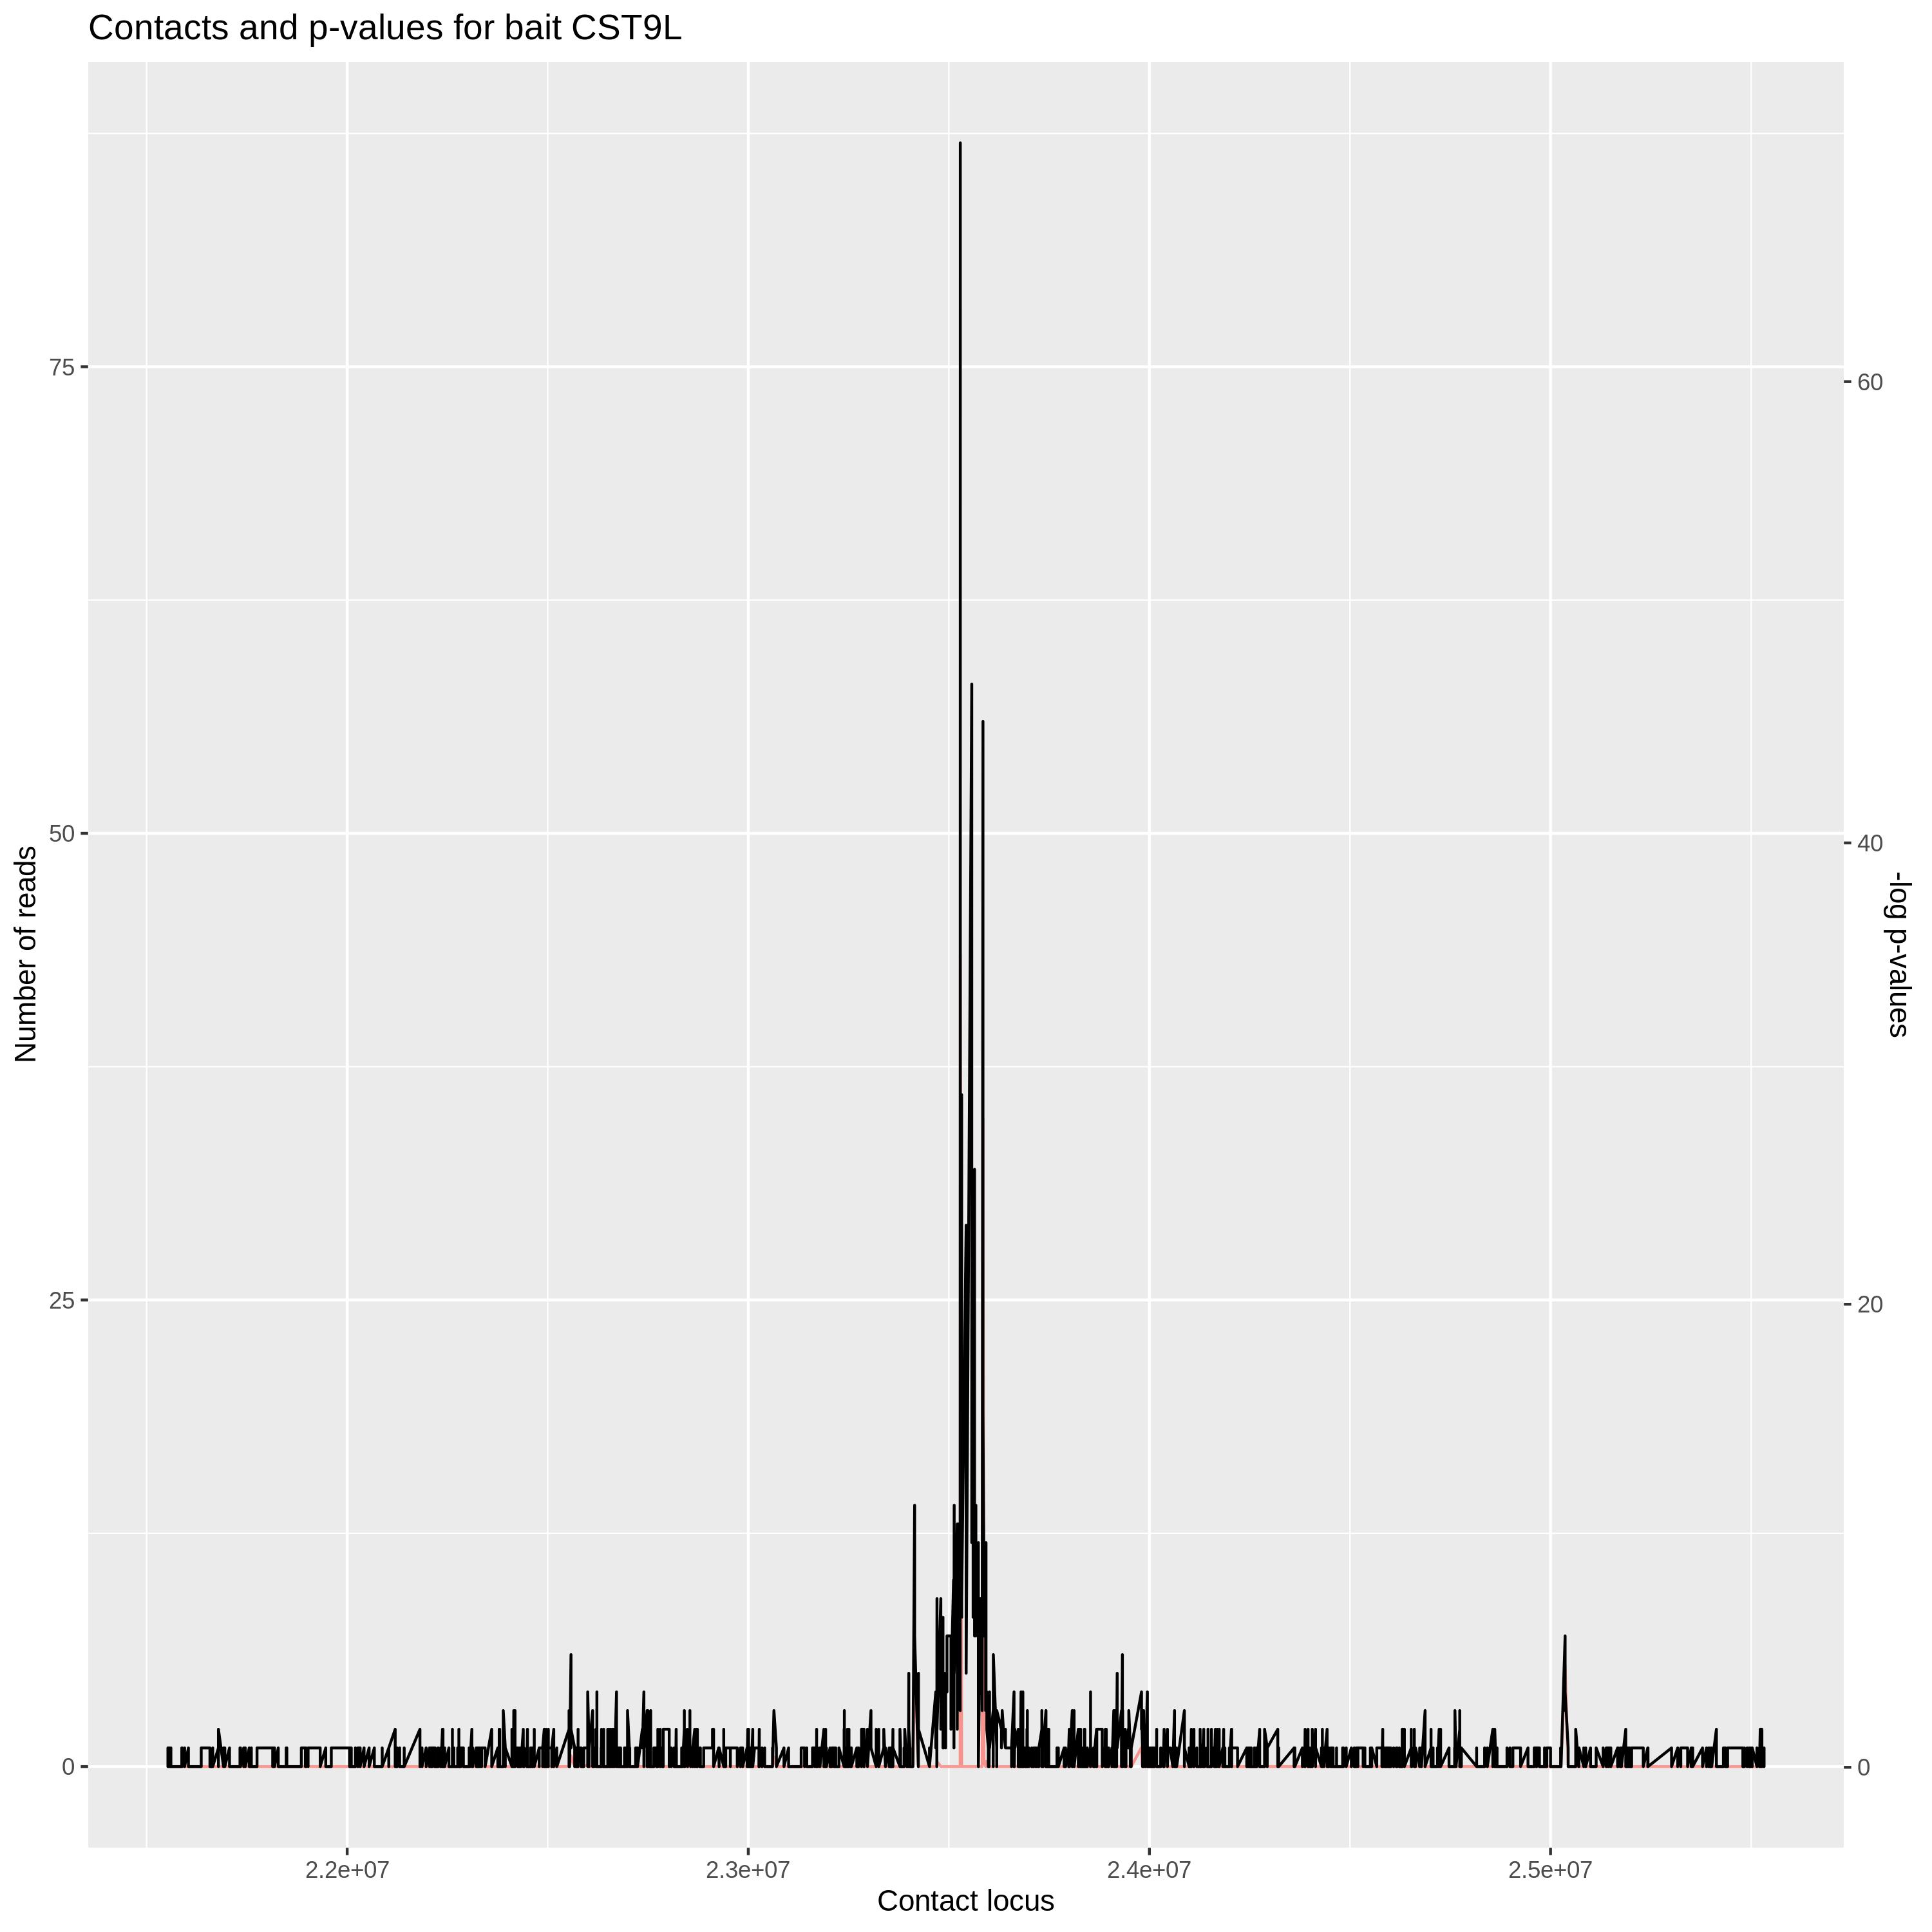 Contacts and p-values for bait CST9L
75
50
25
0
Number of reads
60
40
20
0
-log p-values
2.2e+07
2.3e+07
2.4e+07
2.5e+07
Contact locus